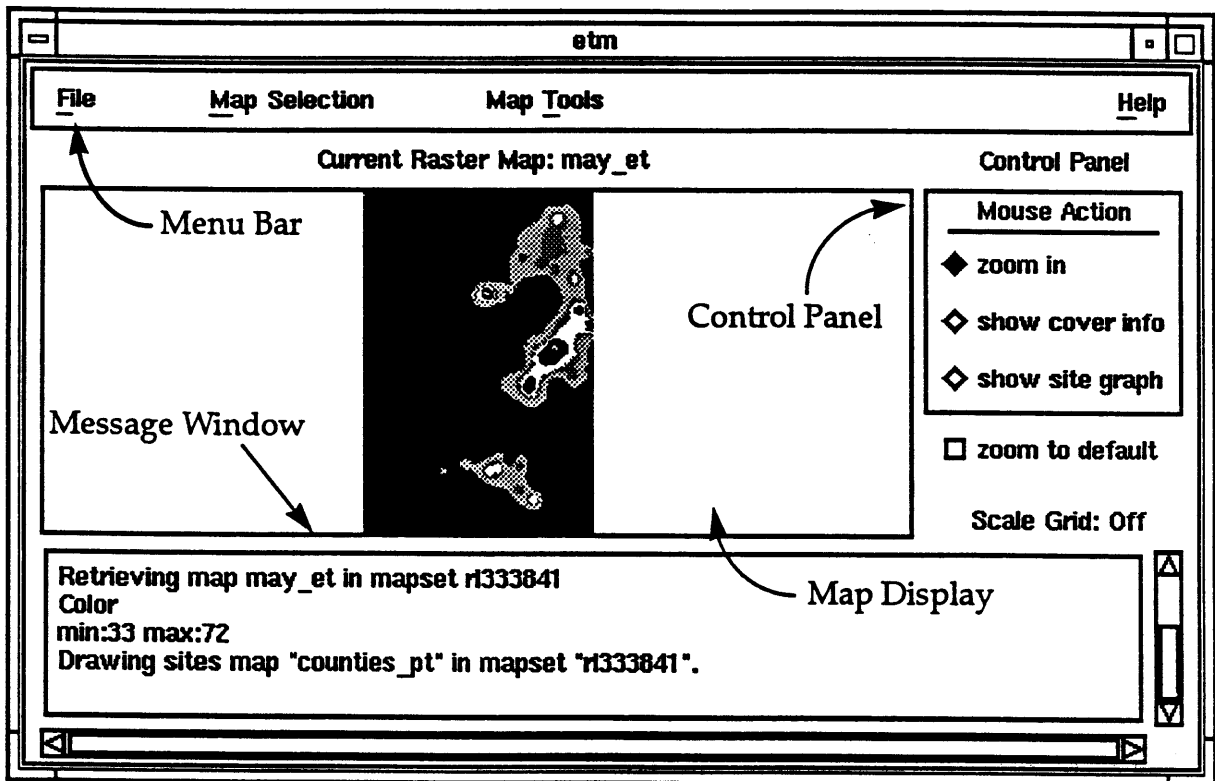 etm
File Map Selection Map Tools Help
Current Raster Map: may_et
Control Panel
Menu Bar
Control Panel
Message Window
Map Display
Mouse Action
zoom in
show cover info
show site graph
zoom to default
Scale Grid: Off
Retrieving map may_et in mapset rl333841
Color
min:33 max:72
Drawing sites map "counties_pt" in mapset "rl333841".